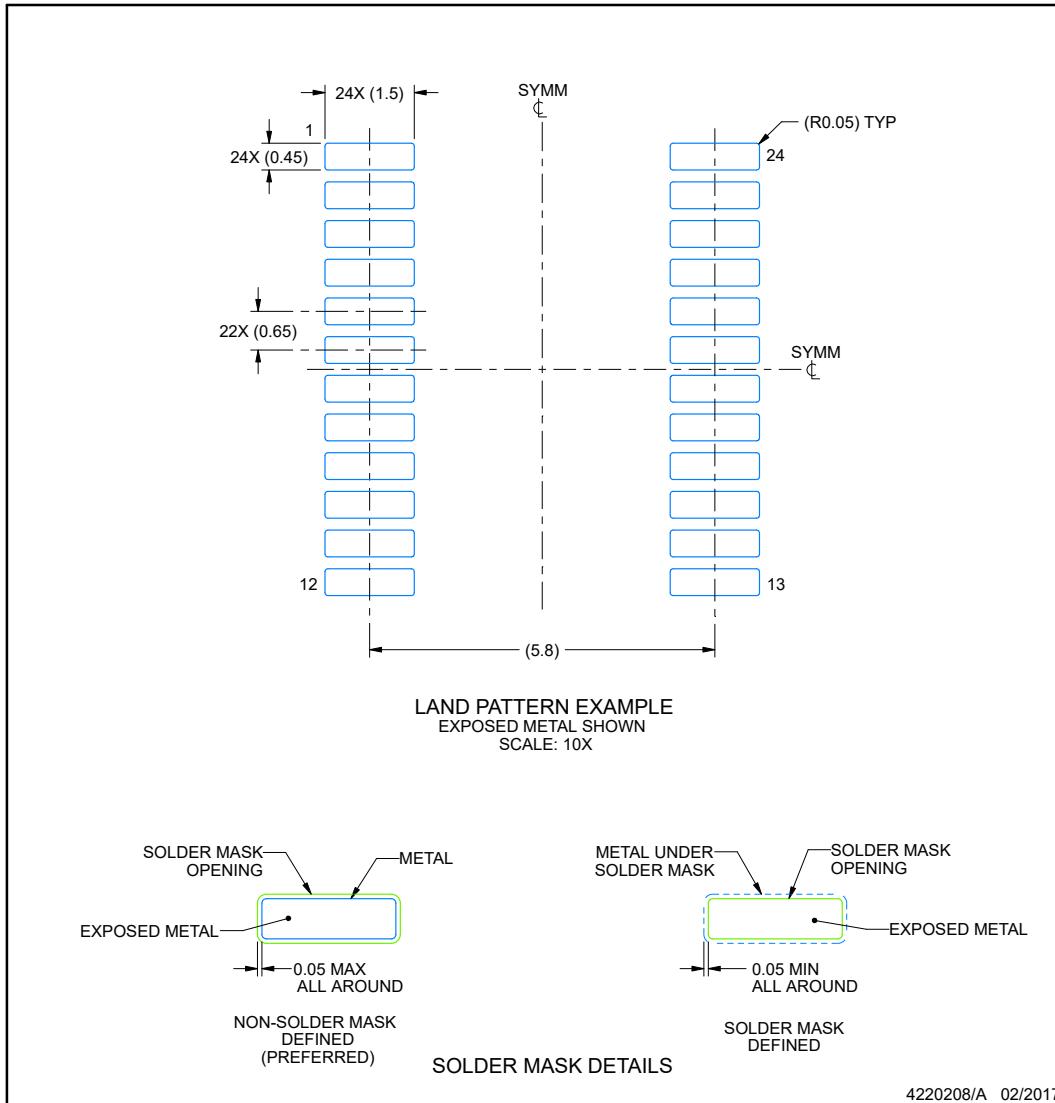 24X (1.5)
SYMM
℄
(R0.05) TYP
1
24X (0.45)
24
22X (0.65)
SYMM
℄
12
13
(5.8)
LAND PATTERN EXAMPLE
EXPOSED METAL SHOWN
SCALE: 10X
SOLDER MASK
OPENING
METAL
EXPOSED METAL
0.05 MAX
ALL AROUND
NON-SOLDER MASK
DEFINED
(PREFERRED)
METAL UNDER
SOLDER MASK
SOLDER MASK
OPENING
EXPOSED METAL
0.05 MIN
ALL AROUND
SOLDER MASK
DEFINED
SOLDER MASK DETAILS
4220208/A 02/2017